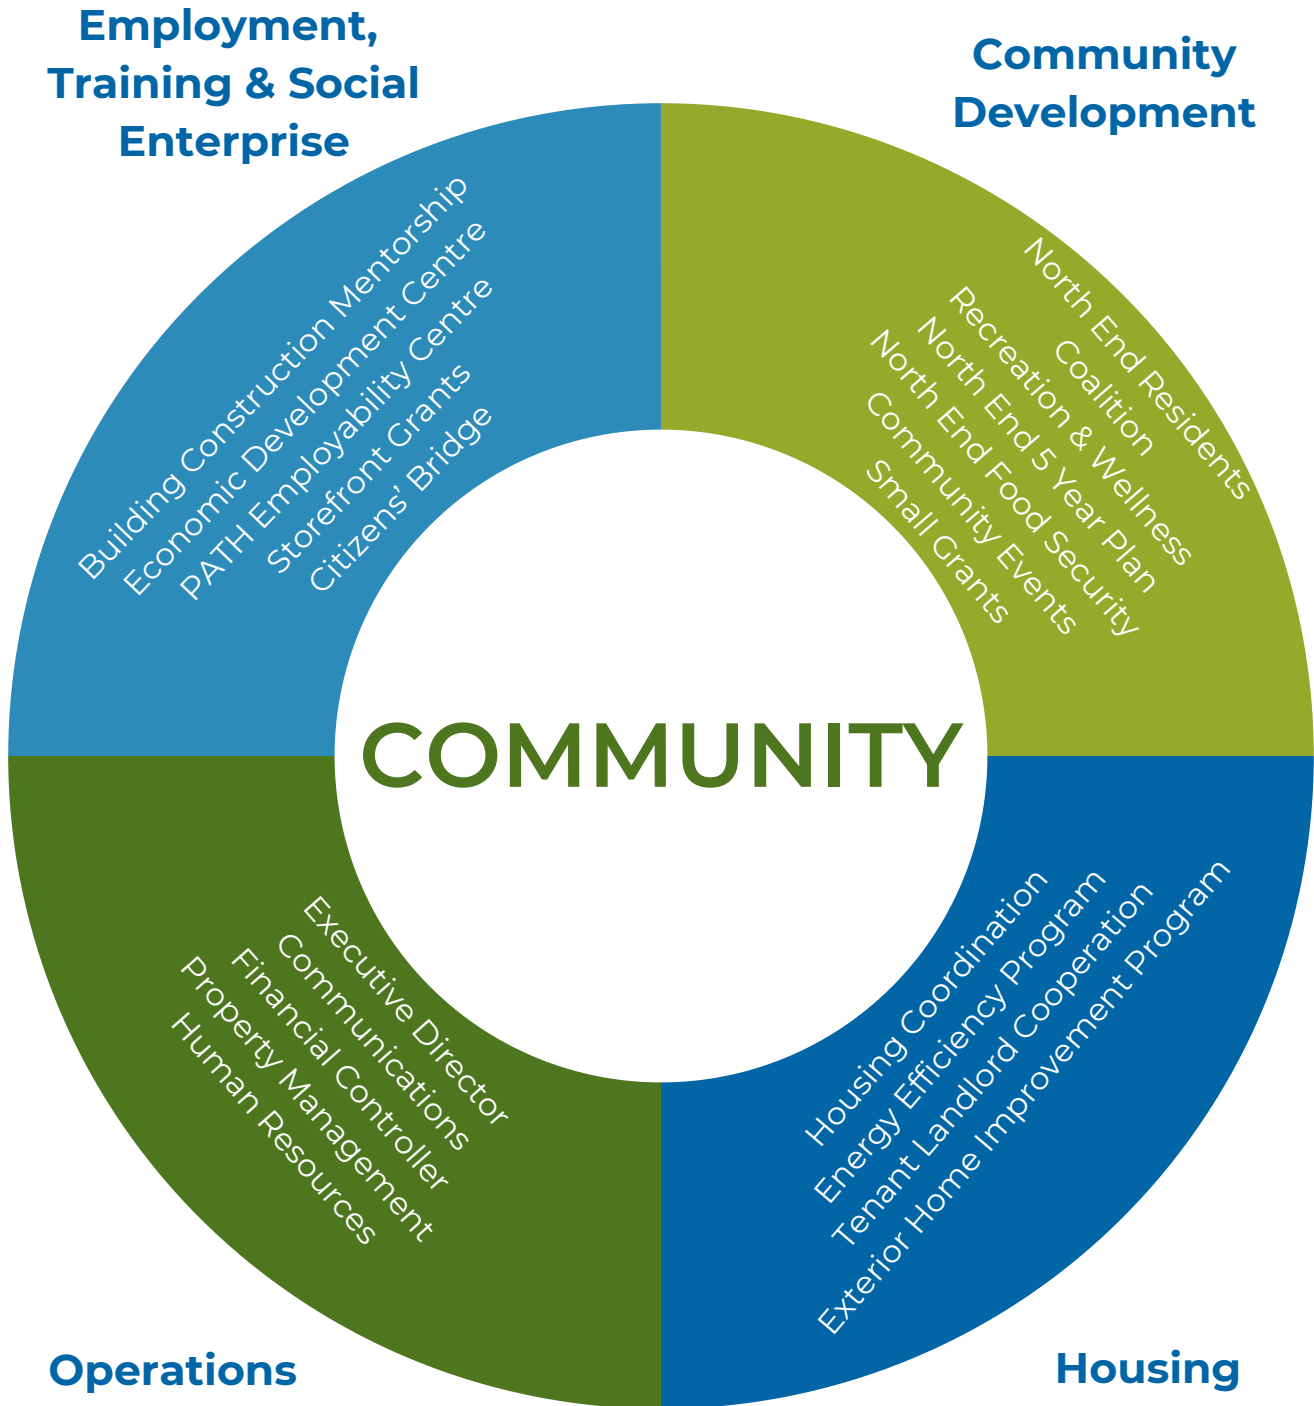 Employment,
Training & Social
Enterprise
Building Construction Mentorship
Economic Development Centre
PATH Employability Centre
Storefront Grants
Citizens' Bridge
Community
Development
North End Residents
Coalition
Recreation & Wellness
North End 5 Year Plan
North End Food Security
Community Events
Small Grants
COMMUNITY
Executive Director
Communications
Financial Controller
Property Management
Human Resources
Operations
Housing Coordination
Energy Efficiency Program
Tenant Landlord Cooperation
Exterior Home Improvement Program
Housing